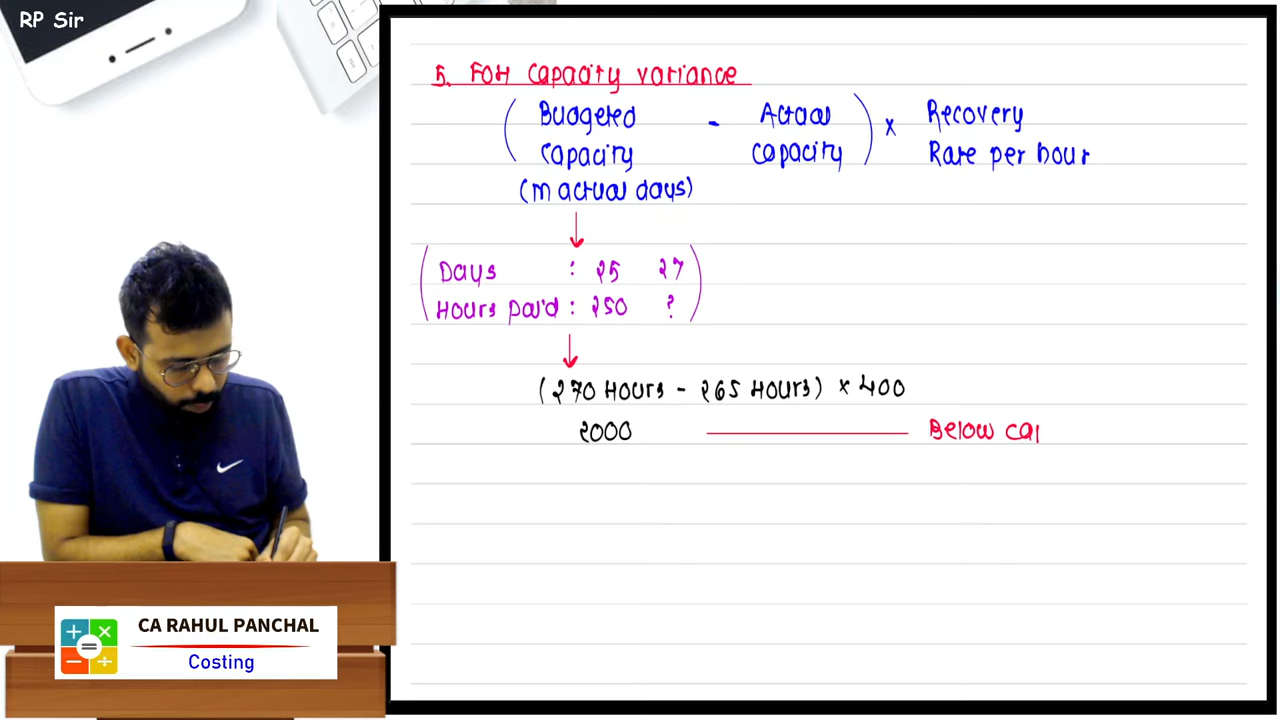 RP Sir
5. FOH Capacity variance
(Budgeted - Actual) × Recovery
Capacity Capacity Rate per hour
(in actual days)
↓
(Days : 25 27)
Hours paid : 250 ?
↓
(270 Hours - 265 Hours) × 400
2000 Below cap
CA RAHUL PANCHAL
Costing